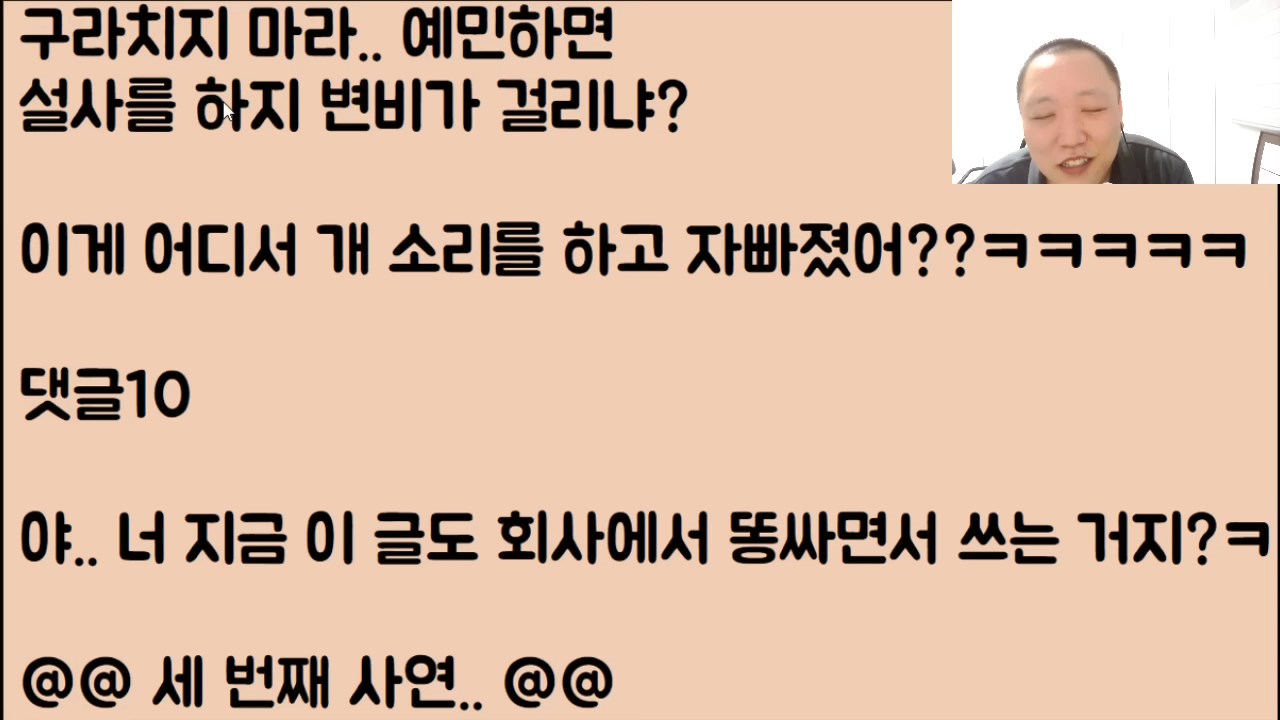 구라치지 마라.. 예민하면
설사를 하지 변비가 걸리냐?
이게 어디서 개 소리를 하고 자빠졌어??ㅋㅋㅋㅋㅋ
댓글10
야.. 너 지금 이 글도 회사에서 똥싸면서 쓰는 거지?ㅋ
@@ 세 번째 사연.. @@